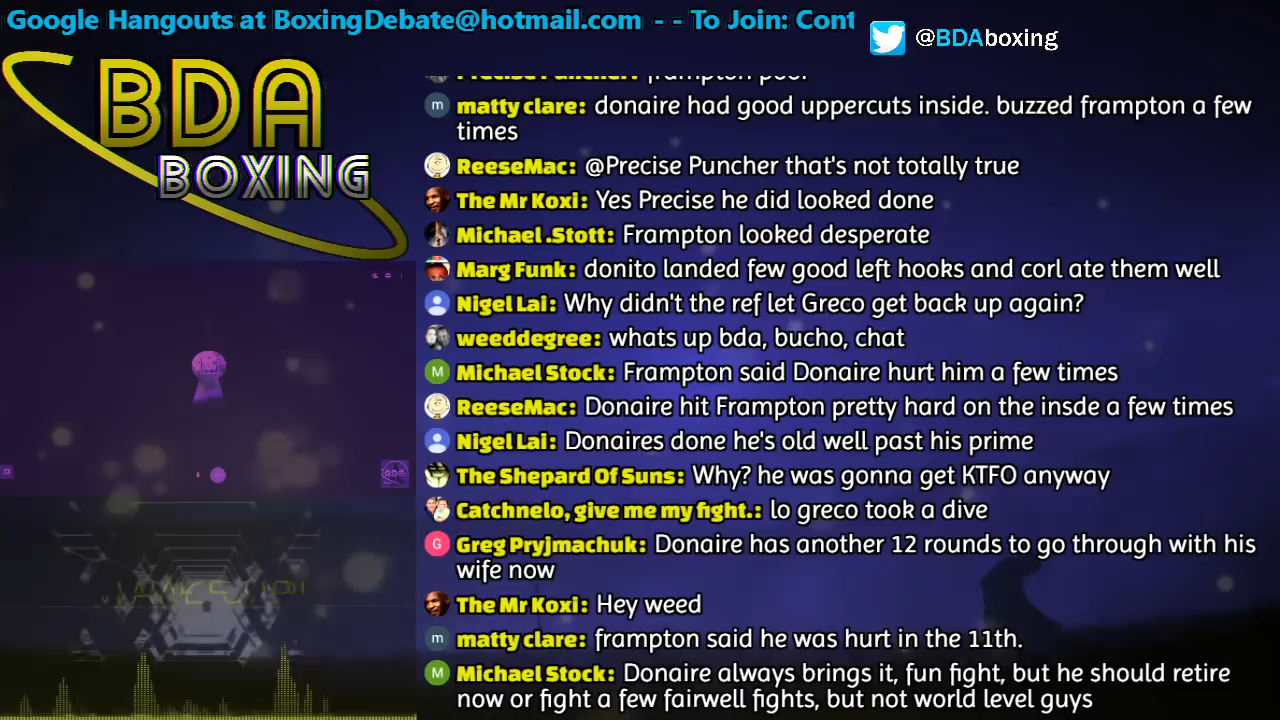 Google Hangouts at BoxingDebate@hotmail.com - - To Join: Cont
@BDAboxing
BDA
BOXING
Precise Puncher: frampton poor
matty clare: donaire had good uppercuts inside. buzzed frampton a few
times
ReeseMac: @Precise Puncher that's not totally true
The Mr Koxi: Yes Precise he did looked done
Michael .Stott: Frampton looked desperate
Marg Funk: donito landed few good left hooks and corl ate them well
Nigel Lai: Why didn't the ref let Greco get back up again?
weeddegree: whats up bda, bucho, chat
M Michael Stock: Frampton said Donaire hurt him a few times
ReeseMac: Donaire hit Frampton pretty hard on the insde a few times
Nigel Lai: Donaires done he's old well past his prime
The Shepard Of Suns: Why? he was gonna get KTFO anyway
Catchnelo, give me my fight.: lo greco took a dive
G Greg Pryjmachuk: Donaire has another 12 rounds to go through with his
wife now
The Mr Koxi: Hey weed
m matty clare: frampton said he was hurt in the 11th.
M Michael Stock: Donaire always brings it, fun fight, but he should retire
now or fight a few fairwell fights, but not world level guys